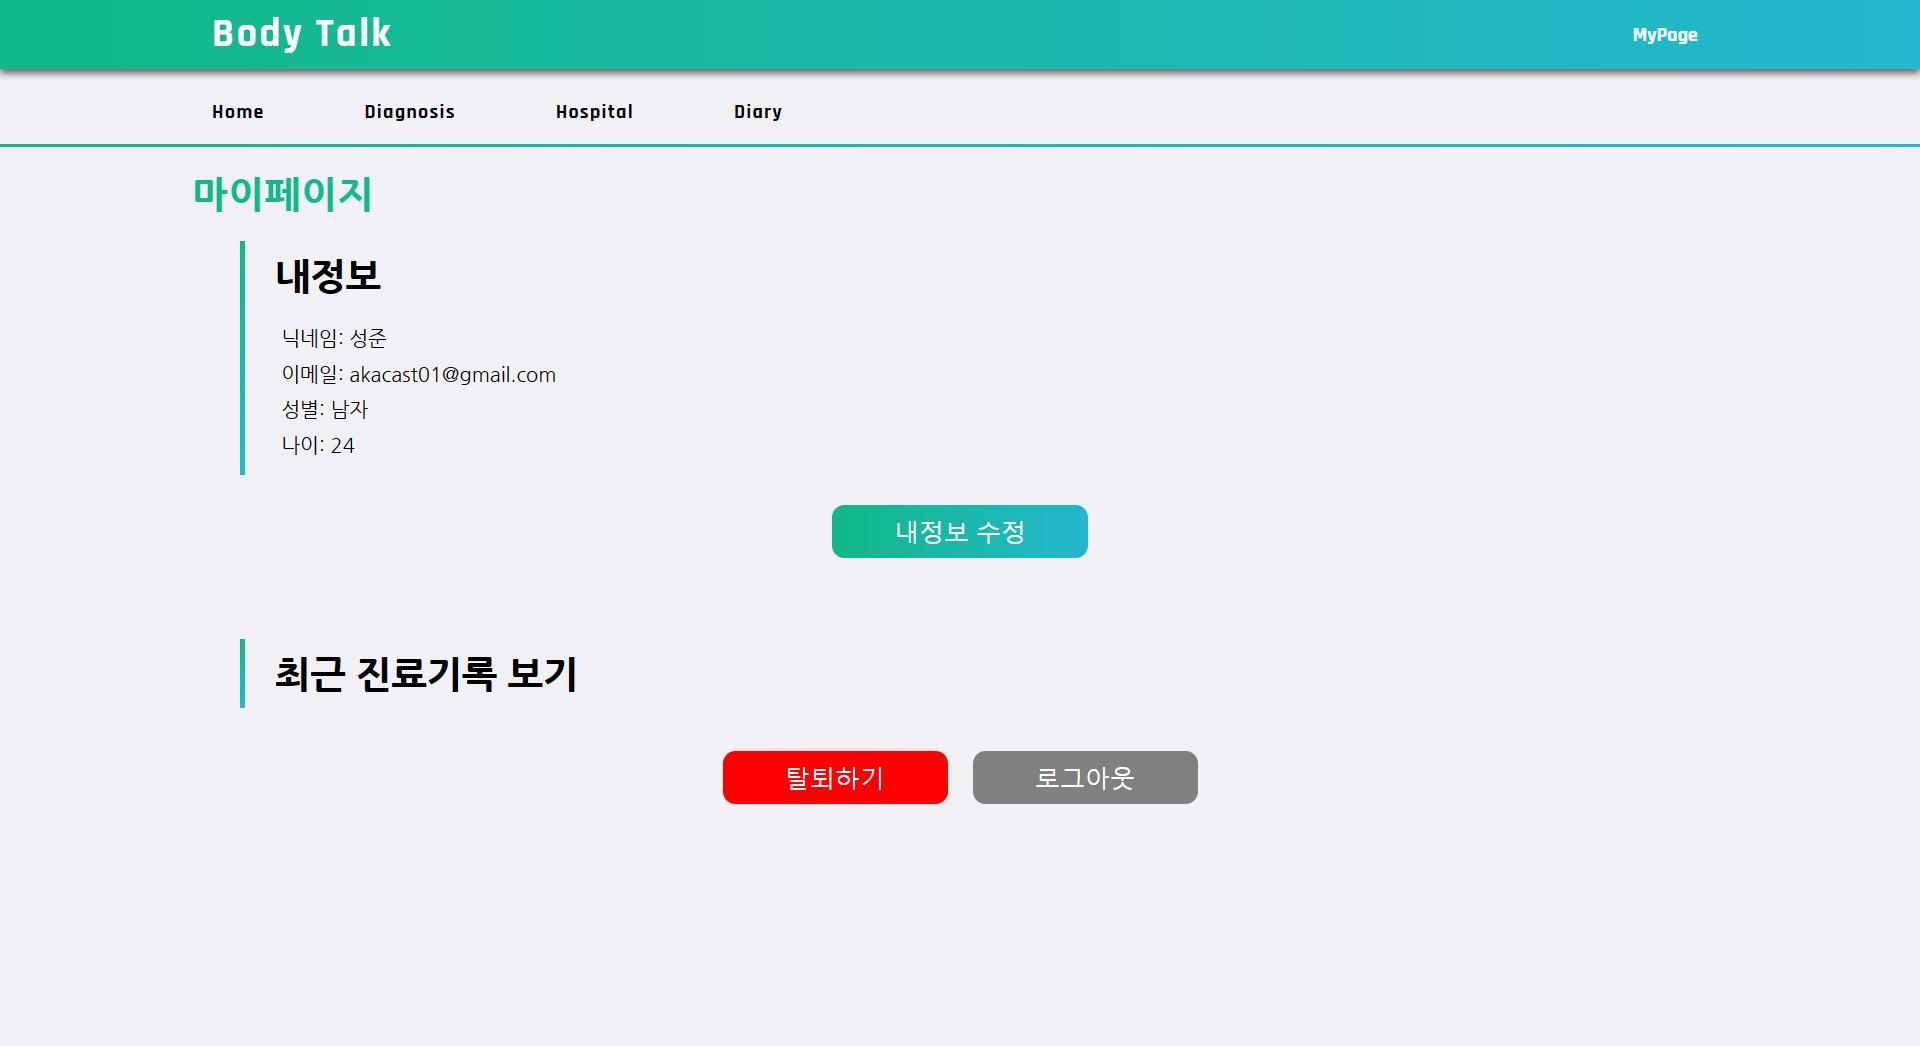 Body Talk
MyPage
Home Diagnosis Hospital Diary
마이페이지
내정보
닉네임: 성준
이메일: akacast01@gmail.com
성별: 남자
나이: 24
내정보 수정
최근 진료기록 보기
탈퇴하기 로그아웃